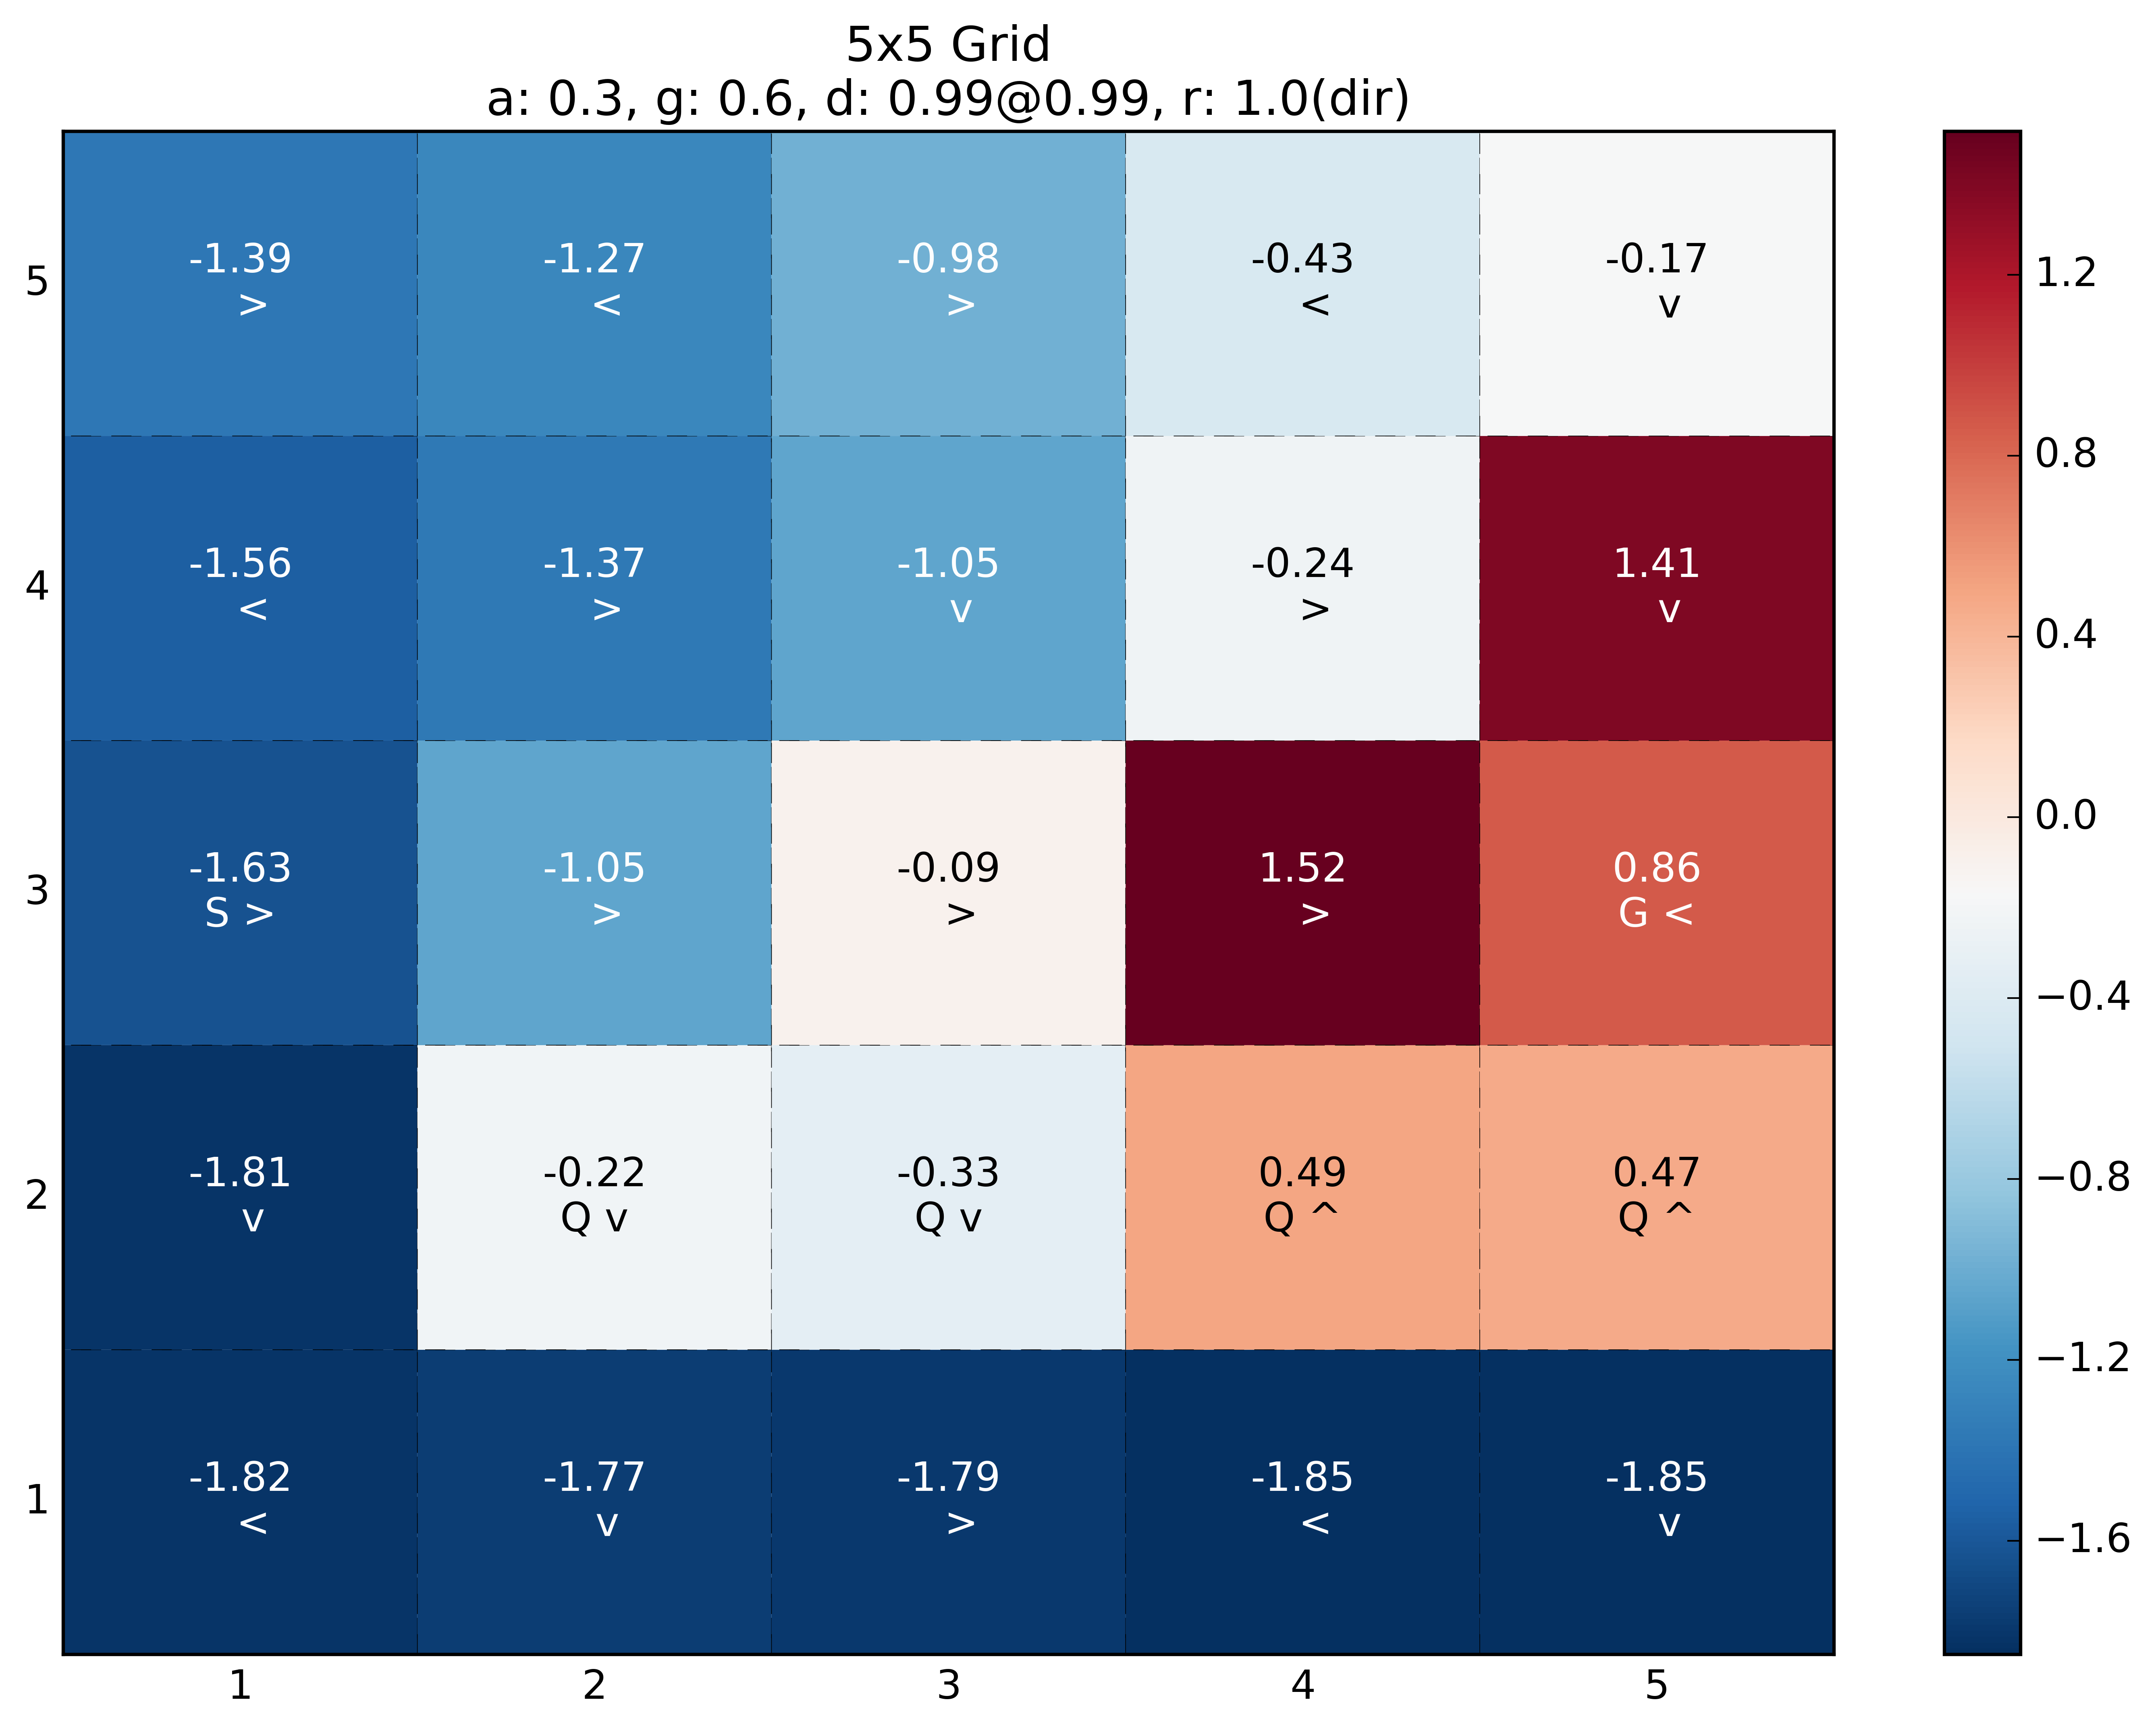 5x5 Grid
a: 0.3, g: 0.6, d: 0.99@0.99, r: 1.0(dir)
5
-1.39 -1.27 -0.98 -0.43 -0.17
> < > < v
4
-1.56 -1.37 -1.05 -0.24 1.41
< > v > v
3
-1.63 -1.05 -0.09 1.52 0.86
S > > > > G <
2
-1.81 -0.22 -0.33 0.49 0.47
v Q v Q v Q ^ Q ^
1
-1.82 -1.77 -1.79 -1.85 -1.85
< v > < v
1 2 3 4 5
1.2
0.8
0.4
0.0
−0.4
−0.8
−1.2
−1.6